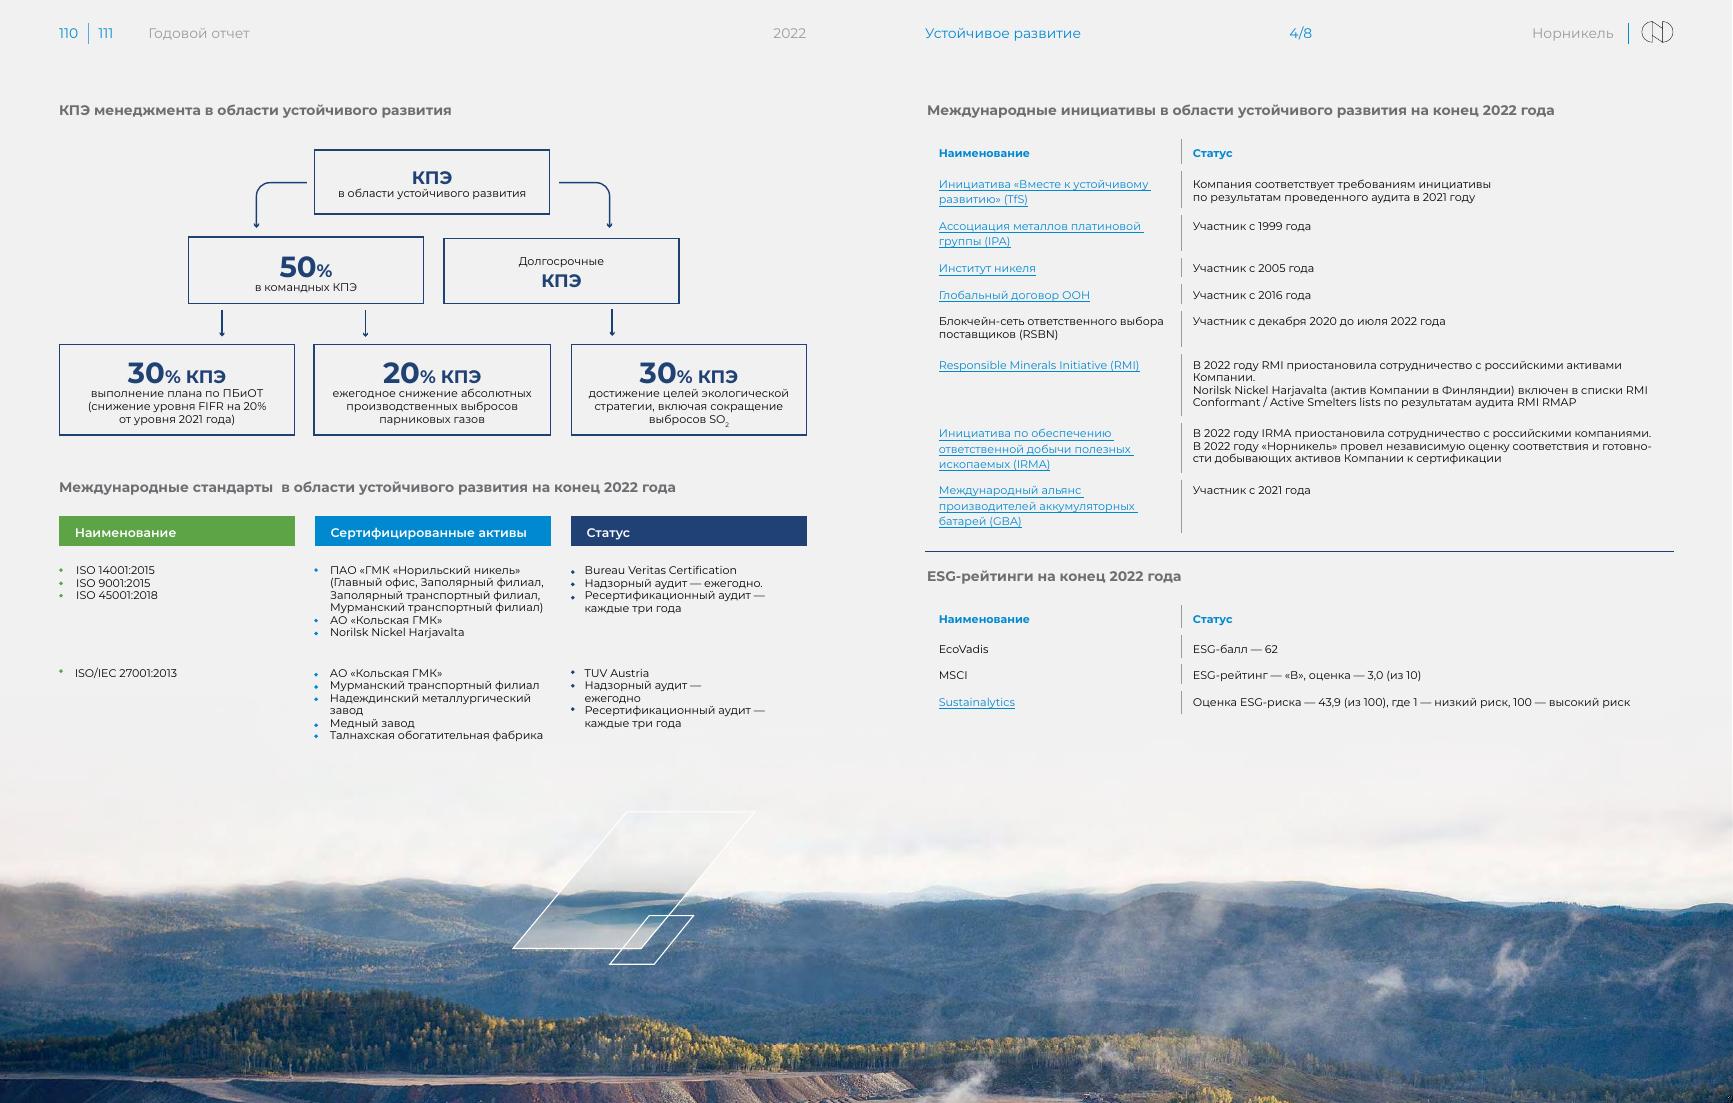 110 111 Годовой отчет 2022
Устойчивое развитие 4/8 Норникель
КПЭ менеджмента в области устойчивого развития
КПЭ
в области устойчивого развития
50%
в командных КПЭ
Долгосрочные
КПЭ
30% КПЭ
выполнение плана по ПБиОТ
(снижение уровня FIFR на 20%
от уровня 2021 года)
20% КПЭ
ежегодное снижение абсолютных
производственных выбросов
парниковых газов
30% КПЭ
достижение целей экологической
стратегии, включая сокращение
выбросов SO2
Международные стандарты в области устойчивого развития на конец 2022 года
Наименование
Сертифицированные активы
Статус
ISO 14001:2015
ISO 9001:2015
ISO 45001:2018
ПАО «ГМК «Норильский никель»
(Главный офис, Заполярный филиал,
Заполярный транспортный филиал,
Мурманский транспортный филиал)
АО «Кольская ГМК»
Norilsk Nickel Harjavalta
Bureau Veritas Certification
Надзорный аудит — ежегодно.
Ресертификационный аудит —
каждые три года
ISO/IEC 27001:2013
АО «Кольская ГМК»
Мурманский транспортный филиал
Надеждинский металлургический
завод
Медный завод
Талнахская обогатительная фабрика
TUV Austria
Надзорный аудит —
ежегодно
Ресертификационный аудит —
каждые три года
Международные инициативы в области устойчивого развития на конец 2022 года
Наименование
Статус
Инициатива «Вместе к устойчивому
развитию» (TfS)
Компания соответствует требованиям инициативы
по результатам проведенного аудита в 2021 году
Ассоциация металлов платиновой
группы (IPA)
Участник с 1999 года
Институт никеля
Участник с 2005 года
Глобальный договор ООН
Участник с 2016 года
Блокчейн-сеть ответственного выбора
поставщиков (RSBN)
Участник с декабря 2020 до июля 2022 года
Responsible Minerals Initiative (RMI)
В 2022 году RMI приостановила сотрудничество с российскими активами
Компании.
Norilsk Nickel Harjavalta (актив Компании в Финляндии) включен в списки RMI
Conformant / Active Smelters lists по результатам аудита RMI RMAP
Инициатива по обеспечению
ответственной добычи полезных
ископаемых (IRMA)
В 2022 году IRMA приостановила сотрудничество с российскими компаниями.
В 2022 году «Норникель» провел независимую оценку соответствия и готовно-
сти добывающих активов Компании к сертификации
Международный альянс
производителей аккумуляторных
батарей (GBA)
Участник с 2021 года
ESG-рейтинги на конец 2022 года
Наименование
Статус
EcoVadis
ESG-балл — 62
MSCI
ESG-рейтинг — «В», оценка — 3,0 (из 10)
Sustainalytics
Оценка ESG-риска — 43,9 (из 100), где 1 — низкий риск, 100 — высокий риск